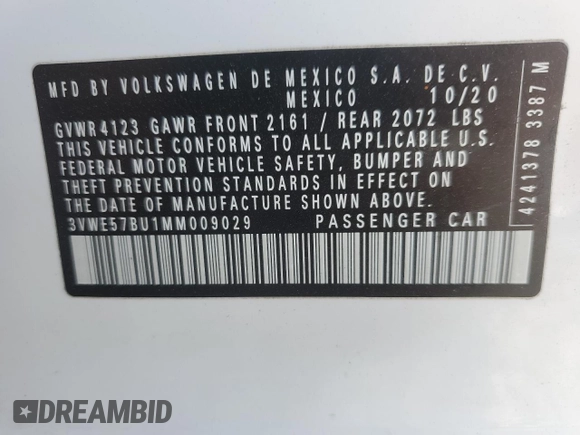 MFD BY VOLKSWAGEN DE MEXICO S.A. DE C.V.
MEXICO 10/20
GVWR 4123 GAWR FRONT 2161 / REAR 2072 LBS
THIS VEHICLE CONFORMS TO ALL APPLICABLE U.S.
FEDERAL MOTOR VEHICLE SAFETY, BUMPER AND
THEFT PREVENTION STANDARDS IN EFFECT ON
THE DATE OF MANUFACTURE SHOWN ABOVE.
3VWE57BU1MM009029 PASSENGER CAR
4241378 3387 M
DREAMBID